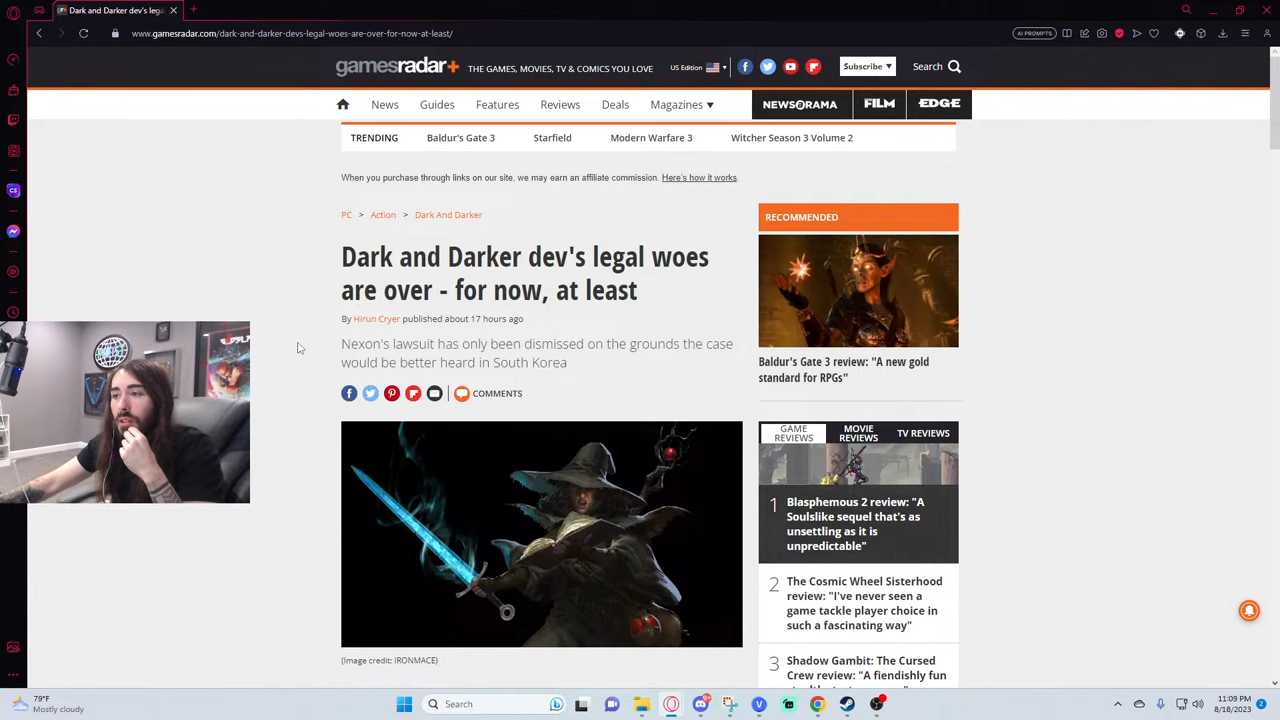 Dark and Darker dev's lega
www.gamesradar.com/dark-and-darker-devs-legal-woes-are-over-for-now-at-least/
AI PROMPTS
gamesradar+ THE GAMES, MOVIES, TV & COMICS YOU LOVE
US Edition
Subscribe ▼
Search
News
Guides
Features
Reviews
Deals
Magazines ▼
NEWSARAMA
FILM
EDGE
TRENDING
Baldur's Gate 3
Starfield
Modern Warfare 3
Witcher Season 3 Volume 2
When you purchase through links on our site, we may earn an affiliate commission. Here's how it works.
PC > Action > Dark And Darker
Dark and Darker dev's legal woes
are over - for now, at least
By Hirun Cryer published about 17 hours ago
Nexon's lawsuit has only been dismissed on the grounds the case
would be better heard in South Korea
COMMENTS
(Image credit: IRONMACE)
RECOMMENDED
Baldur's Gate 3 review: "A new gold
standard for RPGs"
GAME
REVIEWS
MOVIE
REVIEWS
TV REVIEWS
1 Blasphemous 2 review: "A
Soulslike sequel that's as
unsettling as it is
unpredictable"
2 The Cosmic Wheel Sisterhood
review: "I've never seen a
game tackle player choice in
such a fascinating way"
3 Shadow Gambit: The Cursed
Crew review: "A fiendishly fun
79°F
Mostly cloudy
Search
11:09 PM
8/18/2023